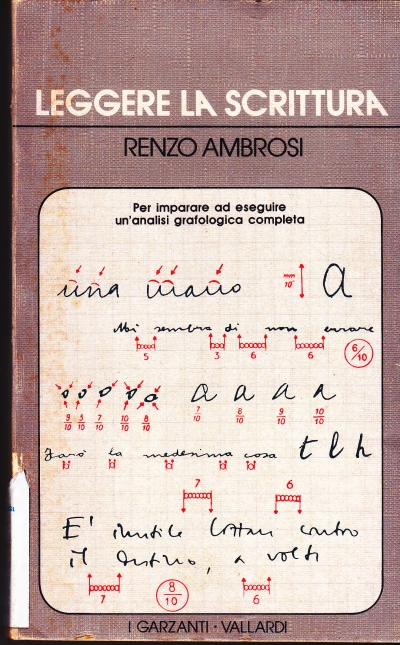 LEGGERE LA SCRITTURA
RENZO AMBROSI
Per imparare ad eseguire
un'analisi grafologica completa
una mano
mm
10
a
Mi sembra di non errare
5 3 6 6
6/10
9/10 5/10 7/10 10/10 8/10
a a a a
7/10 8/10 9/10 10/10
Farò la medesima cosa
t l h
7 6
E' inutile lottare contro
il destino, a volte
7
8/10
6
I GARZANTI · VALLARDI